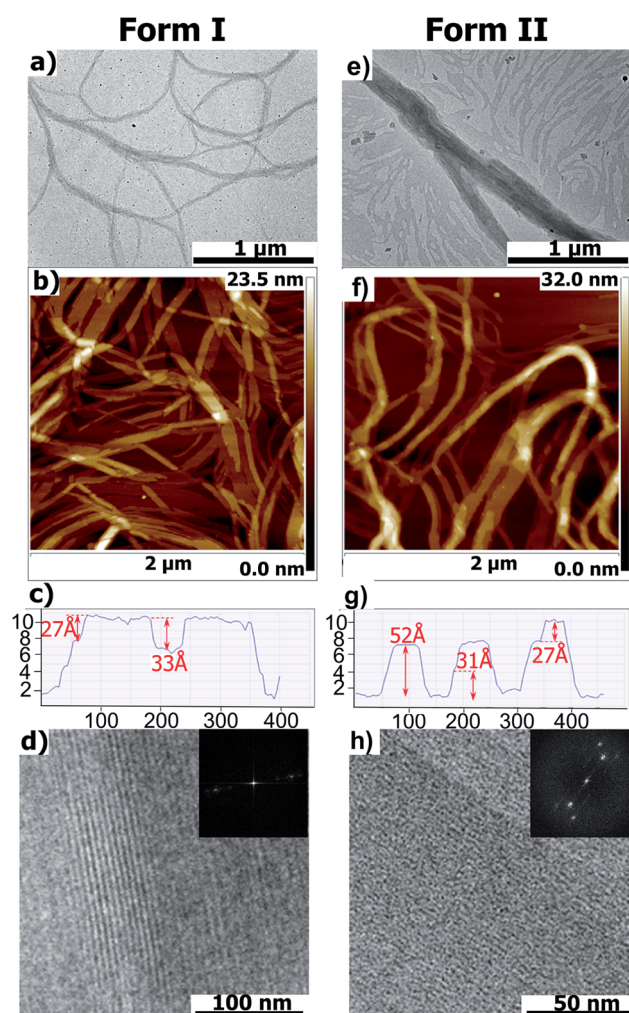 Form I
Form II
a)
1 µm
e)
1 µm
b)
23.5 nm
2 µm
0.0 nm
f)
32.0 nm
2 µm
0.0 nm
c)
10
8
6
4
2
27Å
33Å
100 200 300 400
g)
10
8
6
4
2
52Å
31Å
27Å
100 200 300 400
d)
100 nm
h)
50 nm